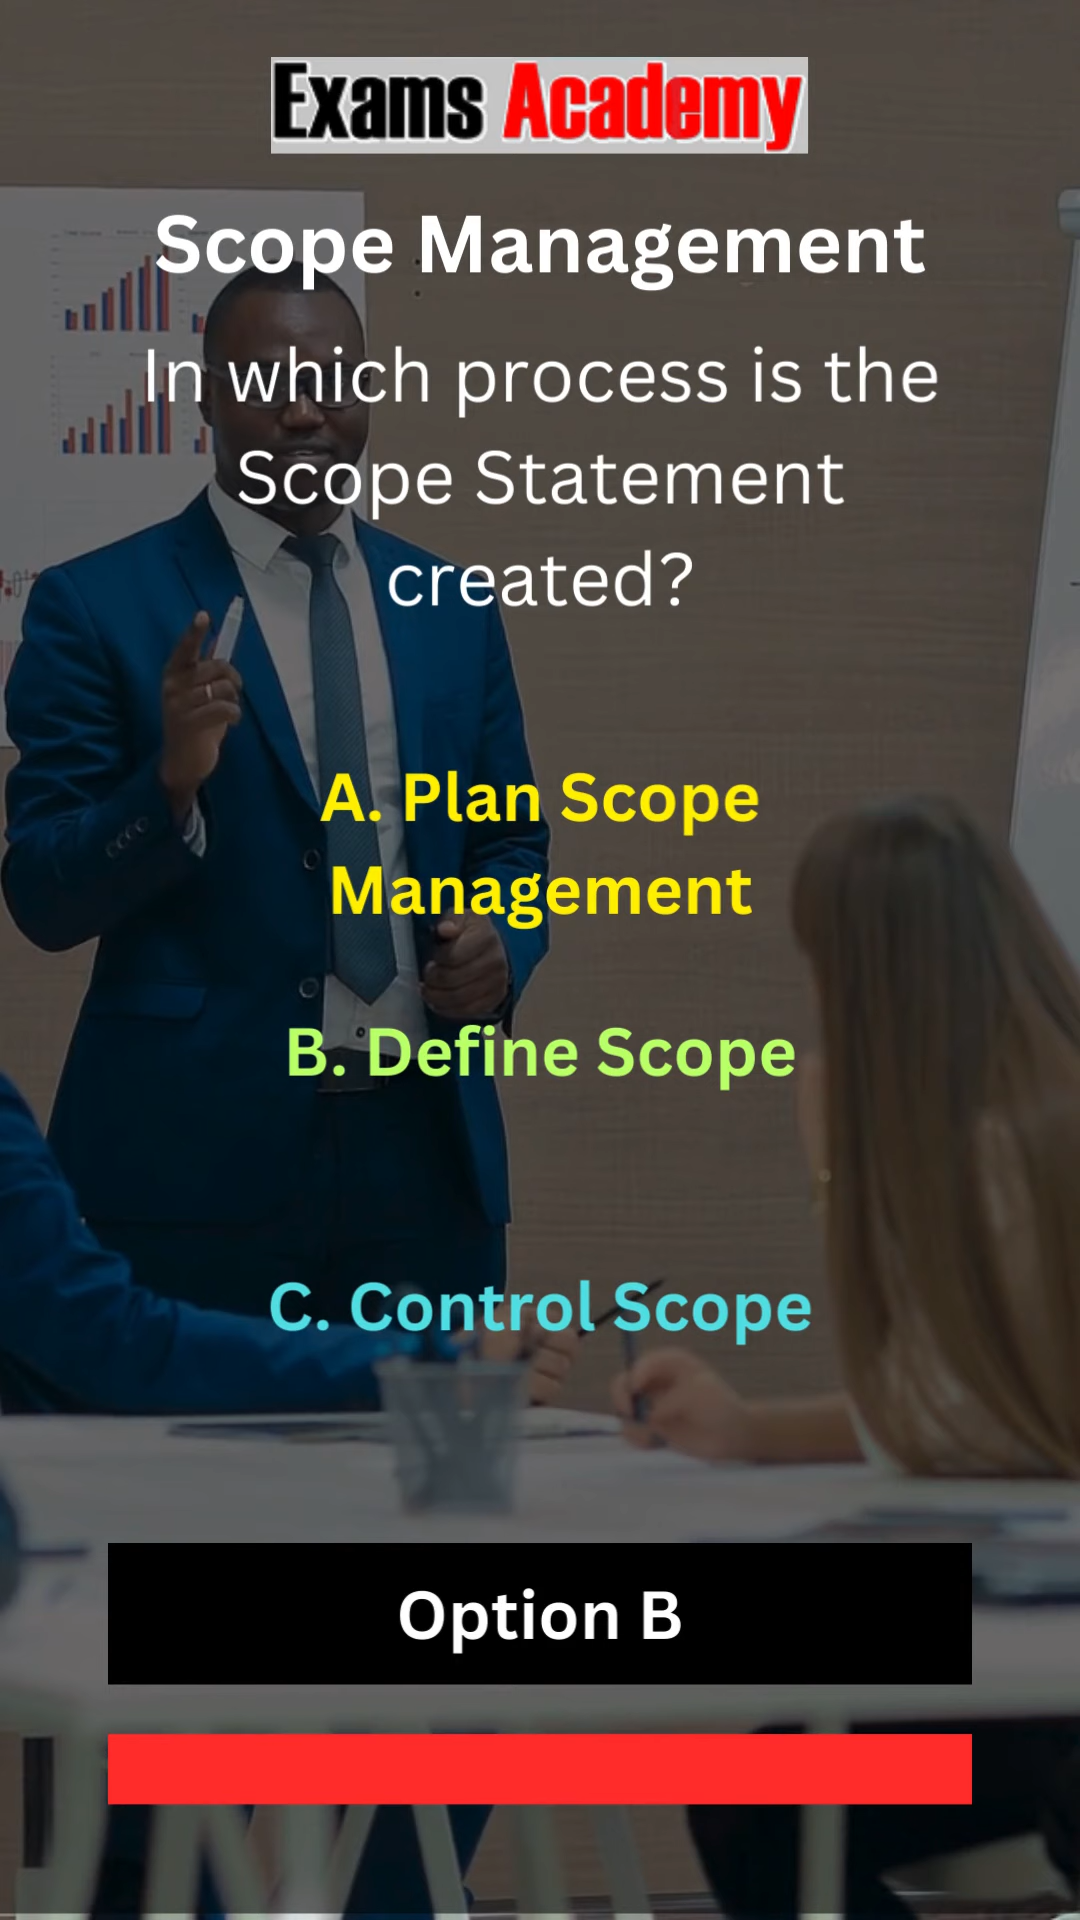 Exams Academy
Scope Management
In which process is the
Scope Statement
created?
A. Plan Scope
Management
B. Define Scope
C. Control Scope
Option B